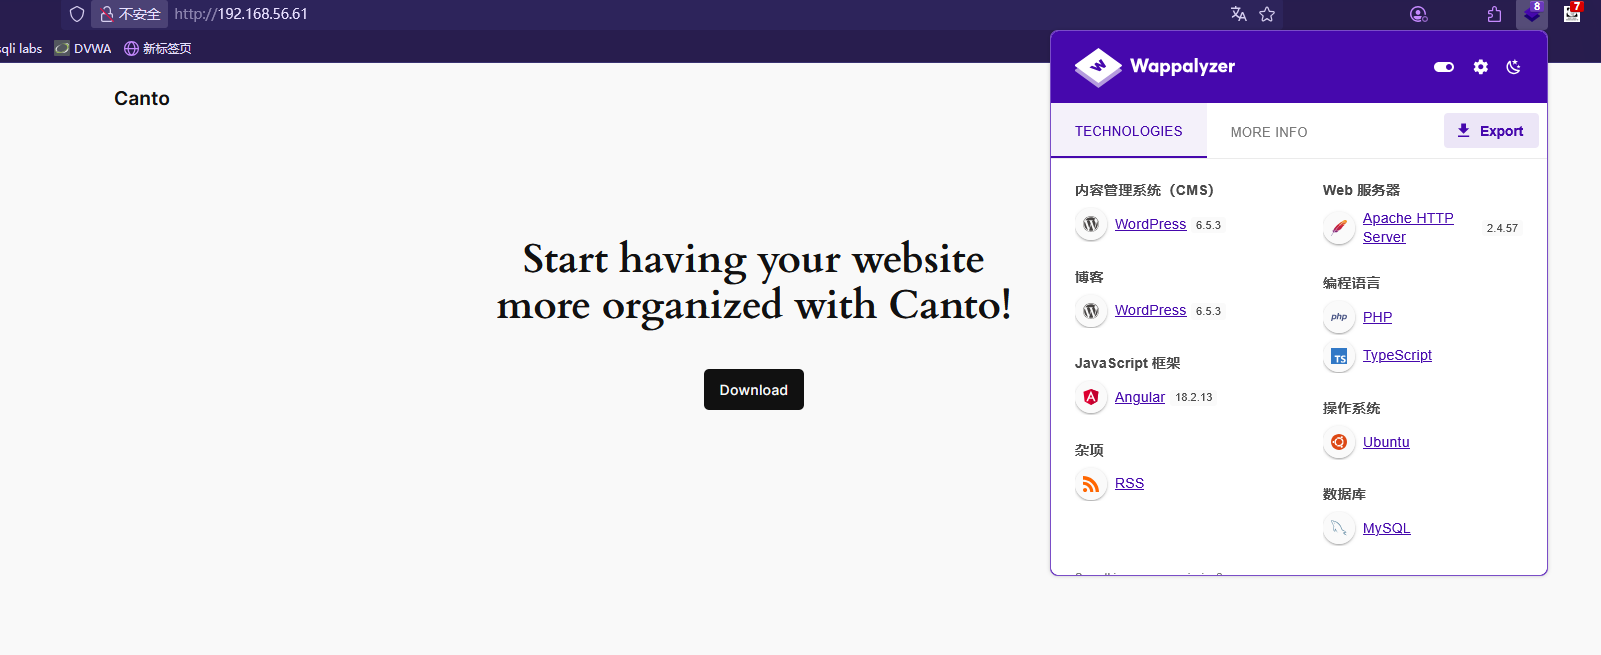 不安全
http://192.168.56.61
8
7
sqli labs
DVWA
新标签页
Canto
Start having your website
more organized with Canto!
Download
Wappalyzer
TECHNOLOGIES
MORE INFO
Export
内容管理系统（CMS）
WordPress 6.5.3
博客
WordPress 6.5.3
JavaScript 框架
Angular 18.2.13
杂项
RSS
Web 服务器
Apache HTTP
Server
2.4.57
编程语言
php PHP
TS TypeScript
操作系统
Ubuntu
数据库
MySQL